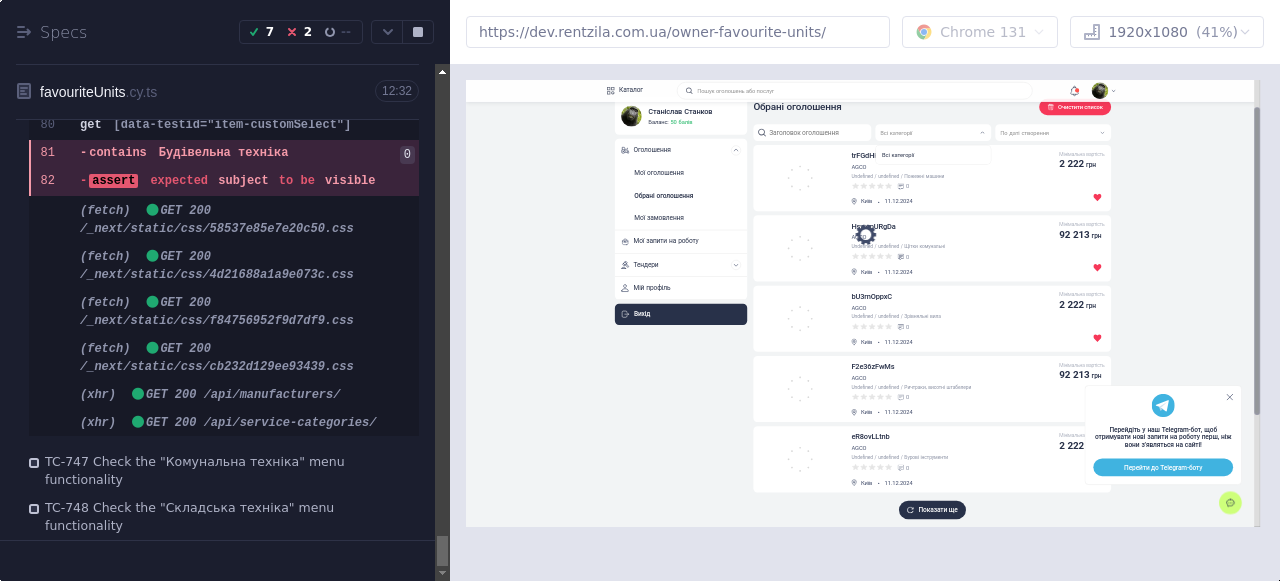 Specs
7
2
--
favouriteUnits.cy.ts
12:32
80 get [data-testid="item-customSelect"]
81 -contains Будівельна техніка 0
82 -assert expected subject to be visible
(fetch) GET 200
/_next/static/css/58537e85e7e20c50.css
(fetch) GET 200
/_next/static/css/4d21688a1a9e073c.css
(fetch) GET 200
/_next/static/css/f84756952f9d7df9.css
(fetch) GET 200
/_next/static/css/cb232d129ee93439.css
(xhr) GET 200 /api/manufacturers/
(xhr) GET 200 /api/service-categories/
TC-747 Check the "Комунальна техніка" menu
functionality
TC-748 Check the "Складська техніка" menu
functionality
https://dev.rentzila.com.ua/owner-favourite-units/
Chrome 131
1920x1080 (41%)
Каталог
Пошук оголошень або послуг
Станіслав Станков
Баланс: 50 балів
Оголошення
Мої оголошення
Обрані оголошення
Мої замовлення
Мої запити на роботу
Тендери
Мій профіль
Вихід
Обрані оголошення
Очистити список
Заголовок оголошення
Всі категорії
По даті створення
Всі категорії
trFGdH
AGCO
Undefined / undefined / Пожежні машини
0
Київ • 11.12.2024
Мінімальна вартість
2 222 грн
URgDa
Undefined / undefined / Щітки комунальні
0
Київ • 11.12.2024
Мінімальна вартість
92 213 грн
bU3mOppxC
AGCO
Undefined / undefined / Зрівняльне вило
0
Київ • 11.12.2024
Мінімальна вартість
2 222 грн
F2e36zFwMs
AGCO
Undefined / undefined /
0
Київ • 11.12.2024
Мінімальна вартість
92 213 грн
eR8ovLLtnb
AGCO
Undefined / undefined / Бурові інструменти
0
Київ • 11.12.2024
2 222
Показати ще
Перейдіть у наш Telegram-бот, щоб
отримувати нові запити на роботу перш, ніж
вони з'являться на сайті!
Перейти до Telegram-боту